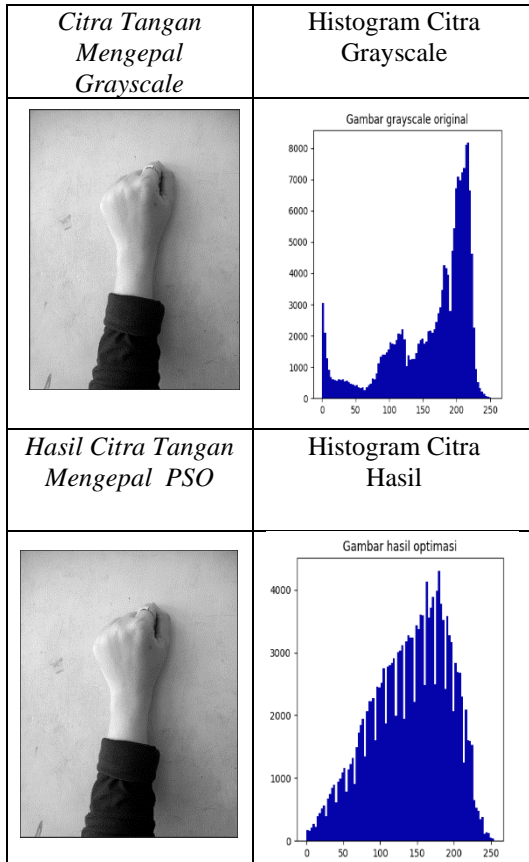 Citra Tangan
Mengepal
Grayscale
Histogram Citra
Grayscale
Gambar grayscale original
8000
7000
6000
5000
4000
3000
2000
1000
0
0 50 100 150 200 250
Hasil Citra Tangan
Mengepal PSO
Histogram Citra
Hasil
Gambar hasil optimasi
4000
3000
2000
1000
0
0 50 100 150 200 250